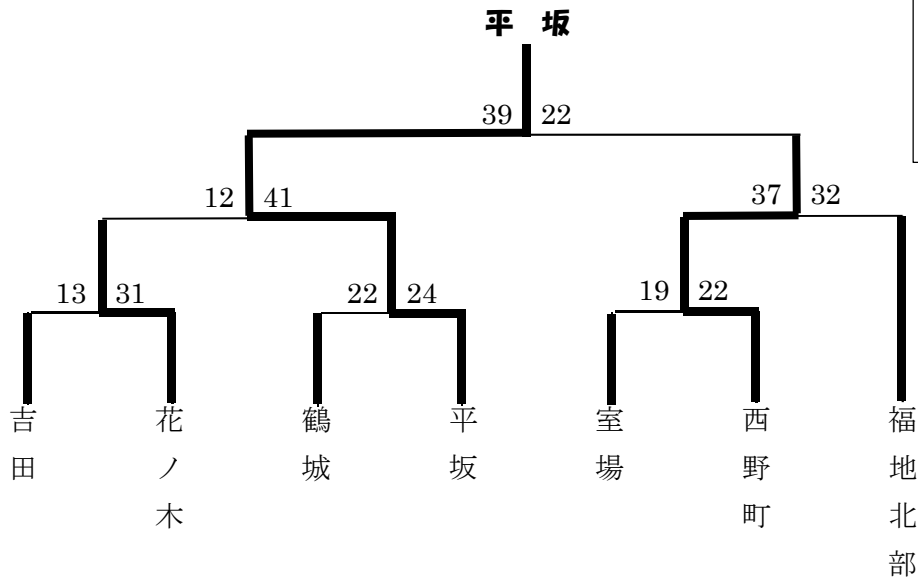 平坂
39 22
12 41
37 32
13 31
22 24
19 22
吉田
花ノ木
鶴城
平坂
室場
西野町
福地北部